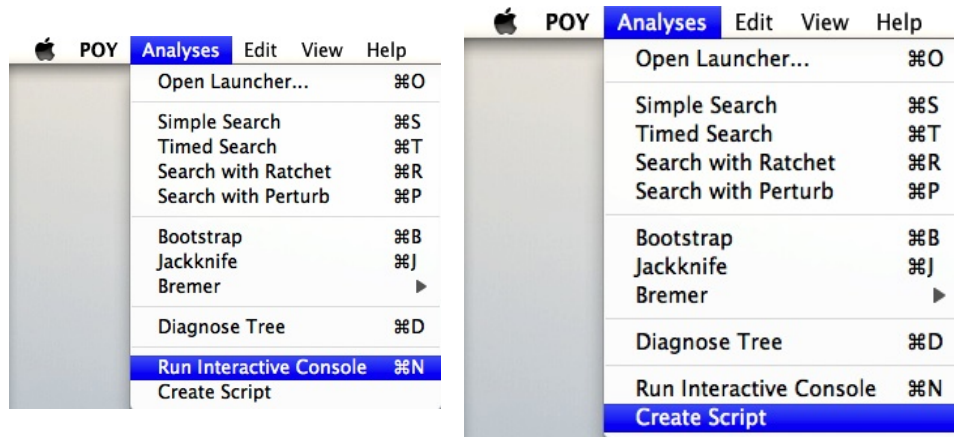 POY Analyses Edit View Help
Open Launcher... ⌘O
Simple Search ⌘S
Timed Search ⌘T
Search with Ratchet ⌘R
Search with Perturb ⌘P
Bootstrap ⌘B
Jackknife ⌘J
Bremer ▶
Diagnose Tree ⌘D
Run Interactive Console ⌘N
Create Script
POY Analyses Edit View Help
Open Launcher... ⌘O
Simple Search ⌘S
Timed Search ⌘T
Search with Ratchet ⌘R
Search with Perturb ⌘P
Bootstrap ⌘B
Jackknife ⌘J
Bremer ▶
Diagnose Tree ⌘D
Run Interactive Console ⌘N
Create Script